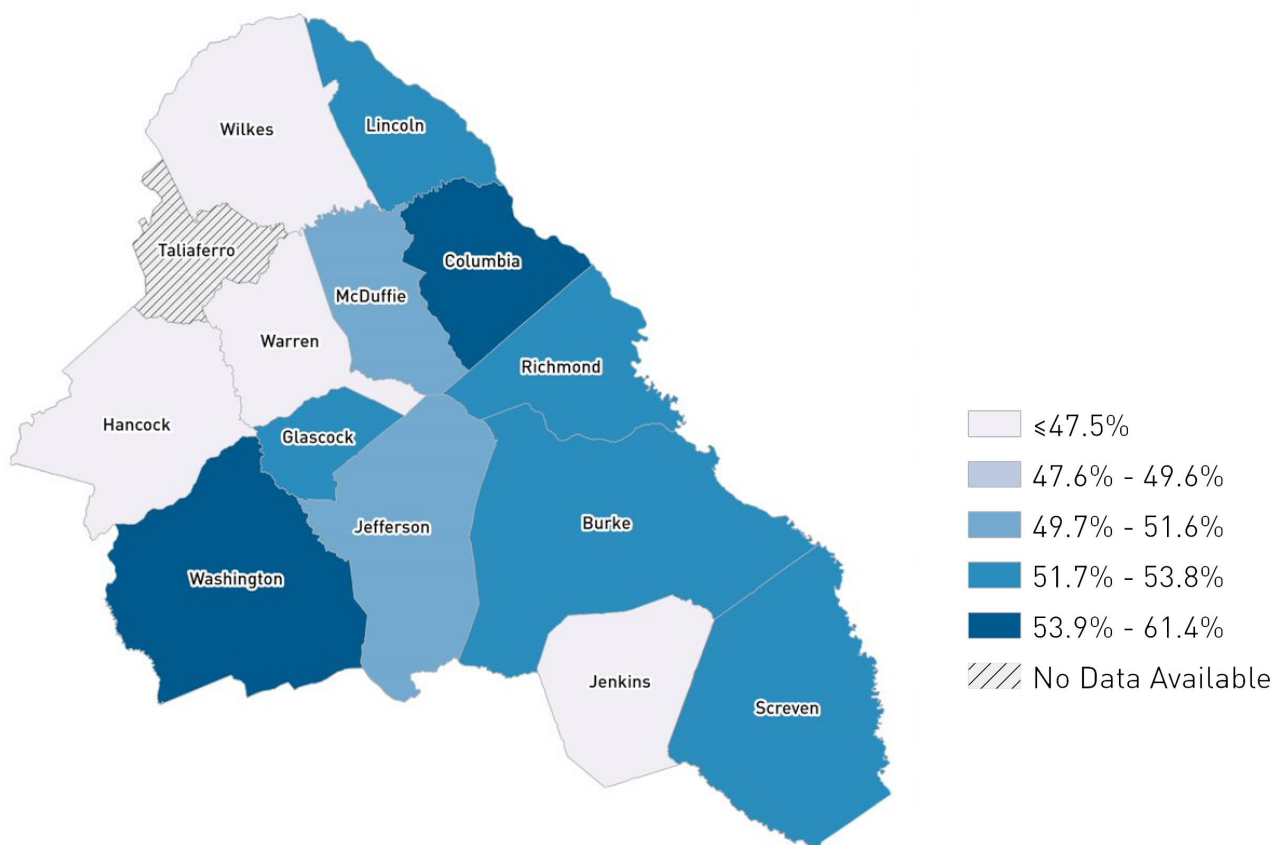 Wilkes
Lincoln
Taliaferro
Columbia
McDuffie
Warren
Richmond
Hancock
Glascock
Jefferson
Burke
Washington
Jenkins
Screven
≤47.5%
47.6% - 49.6%
49.7% - 51.6%
51.7% - 53.8%
53.9% - 61.4%
No Data Available